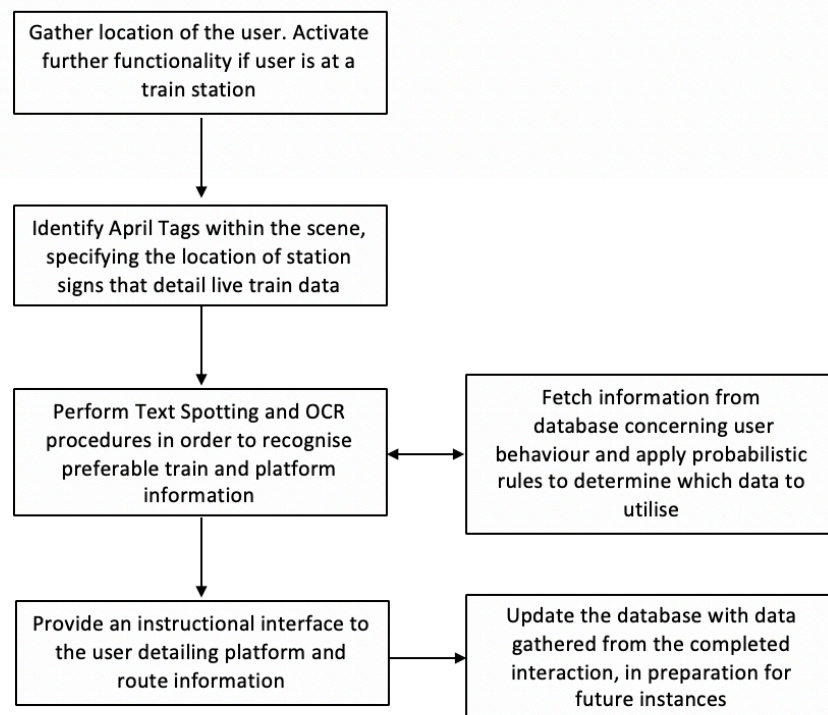 Gather location of the user. Activate
further functionality if user is at a
train station
Identify April Tags within the scene,
specifying the location of station
signs that detail live train data
Perform Text Spotting and OCR
procedures in order to recognise
preferable train and platform
information
Fetch information from
database concerning user
behaviour and apply probabilistic
rules to determine which data to
utilise
Provide an instructional interface to
the user detailing platform and
route information
Update the database with data
gathered from the completed
interaction, in preparation for
future instances